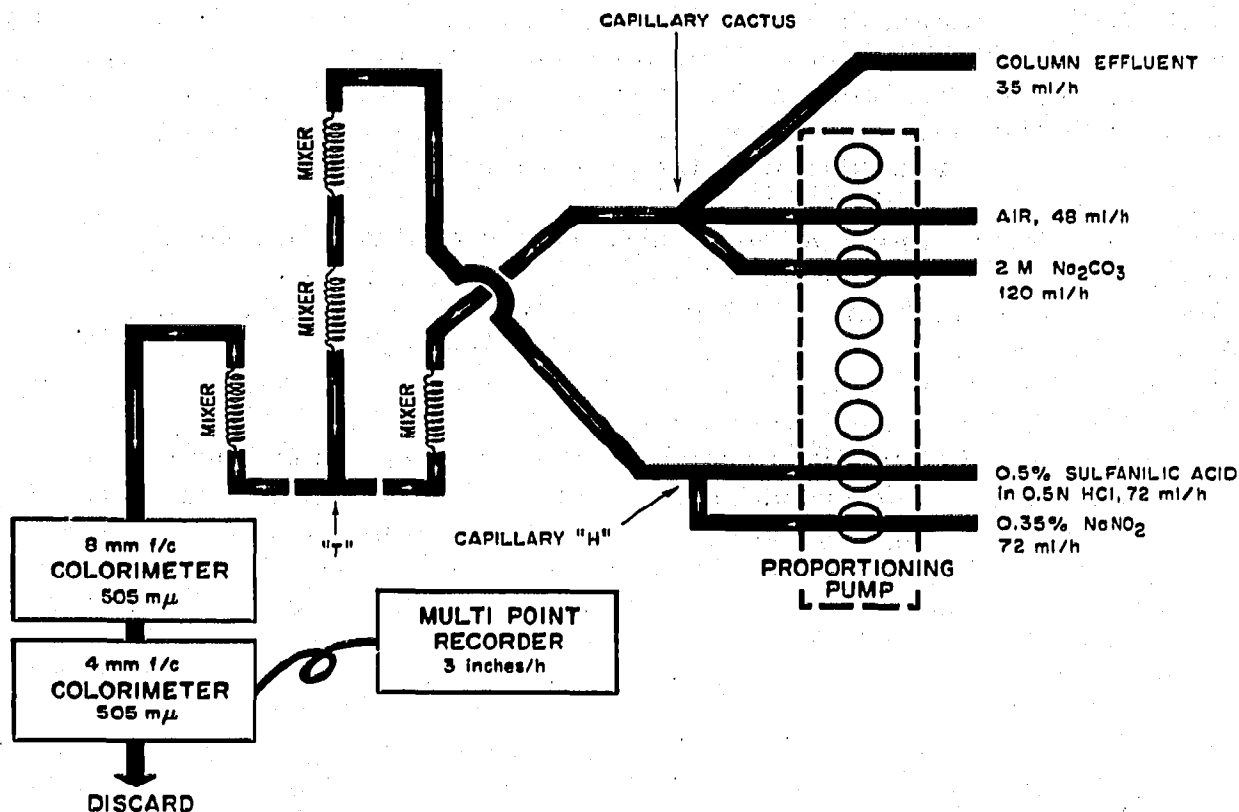 CAPILLARY CACTUS
COLUMN EFFLUENT
35 ml/h
AIR, 48 ml/h
2 M Na₂CO₃
120 ml/h
MIXER
MIXER
MIXER
MIXER
0.5% SULFANILIC ACID
in 0.5N HCl, 72 ml/h
0.35% NaNO₂
72 ml/h
"T"
CAPILLARY "H"
PROPORTIONING
PUMP
8 mm f/c
COLORIMETER
505 mμ
4 mm f/c
COLORIMETER
505 mμ
MULTI POINT
RECORDER
3 inches/h
DISCARD